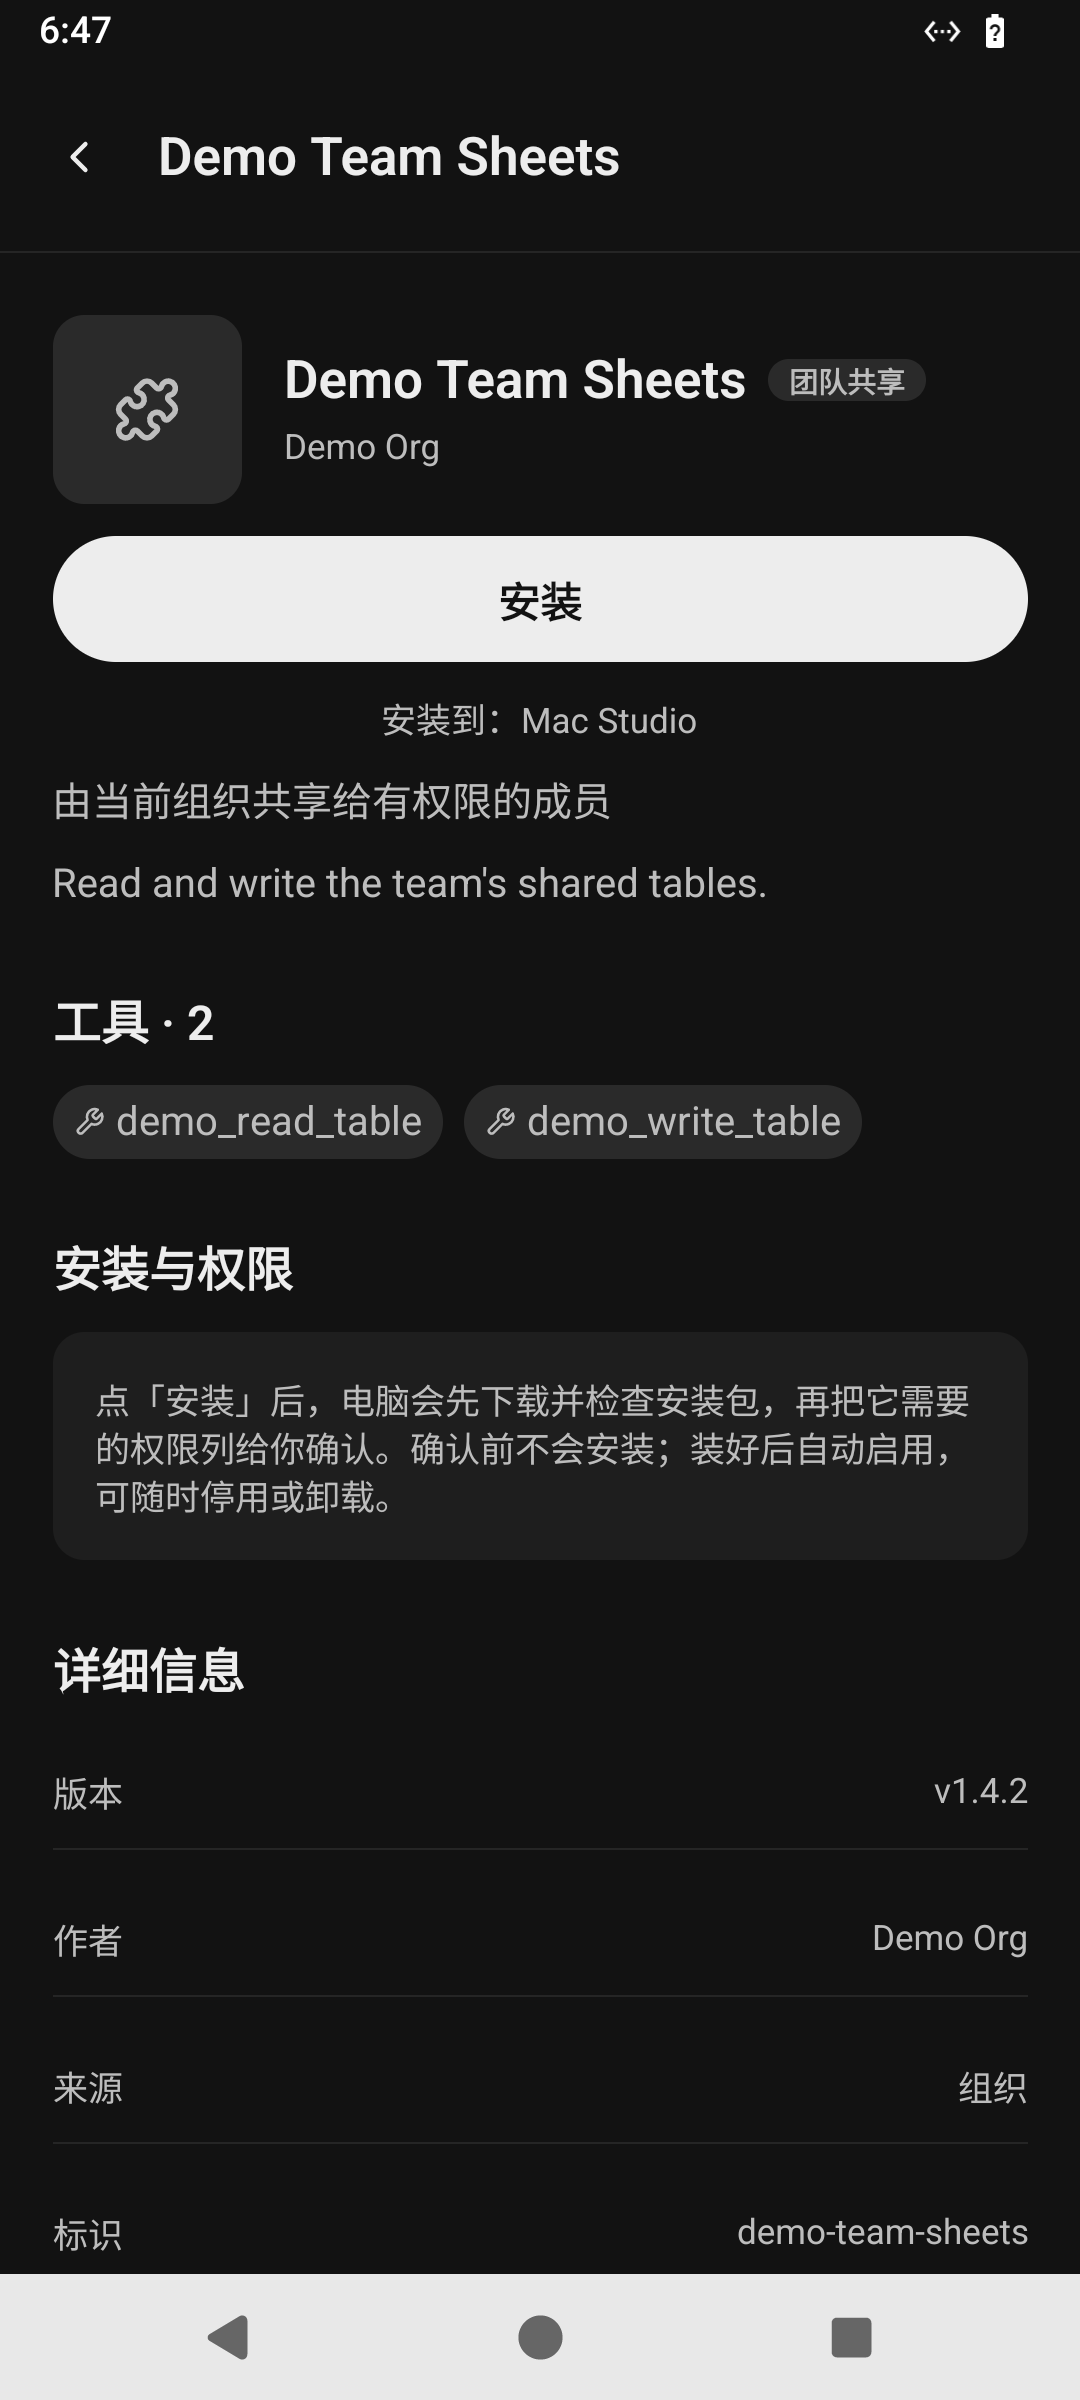 6:47
Demo Team Sheets
Demo Team Sheets 团队共享
Demo Org
安装
安装到：Mac Studio
由当前组织共享给有权限的成员
Read and write the team's shared tables.
工具 · 2
demo_read_table demo_write_table
安装与权限
点「安装」后，电脑会先下载并检查安装包，再把它需要
的权限列给你确认。确认前不会安装；装好后自动启用，
可随时停用或卸载。
详细信息
版本 v1.4.2
作者 Demo Org
来源 组织
标识 demo-team-sheets